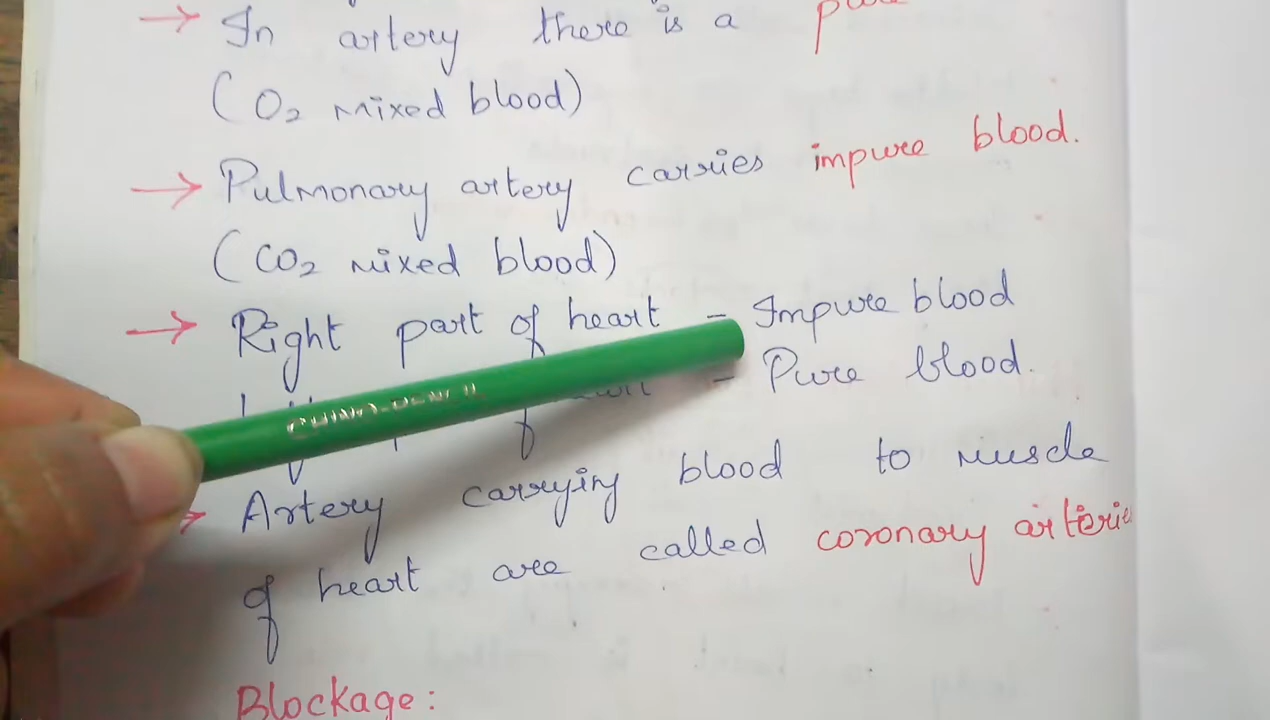 → In artery there is a
(O₂ mixed blood)
→ Pulmonary artery carries impure blood.
(CO₂ mixed blood)
→ Right part of heart - Impure blood
- Pure blood.
→ Artery carrying blood to muscle
of heart are called coronary arteries
Blockage: